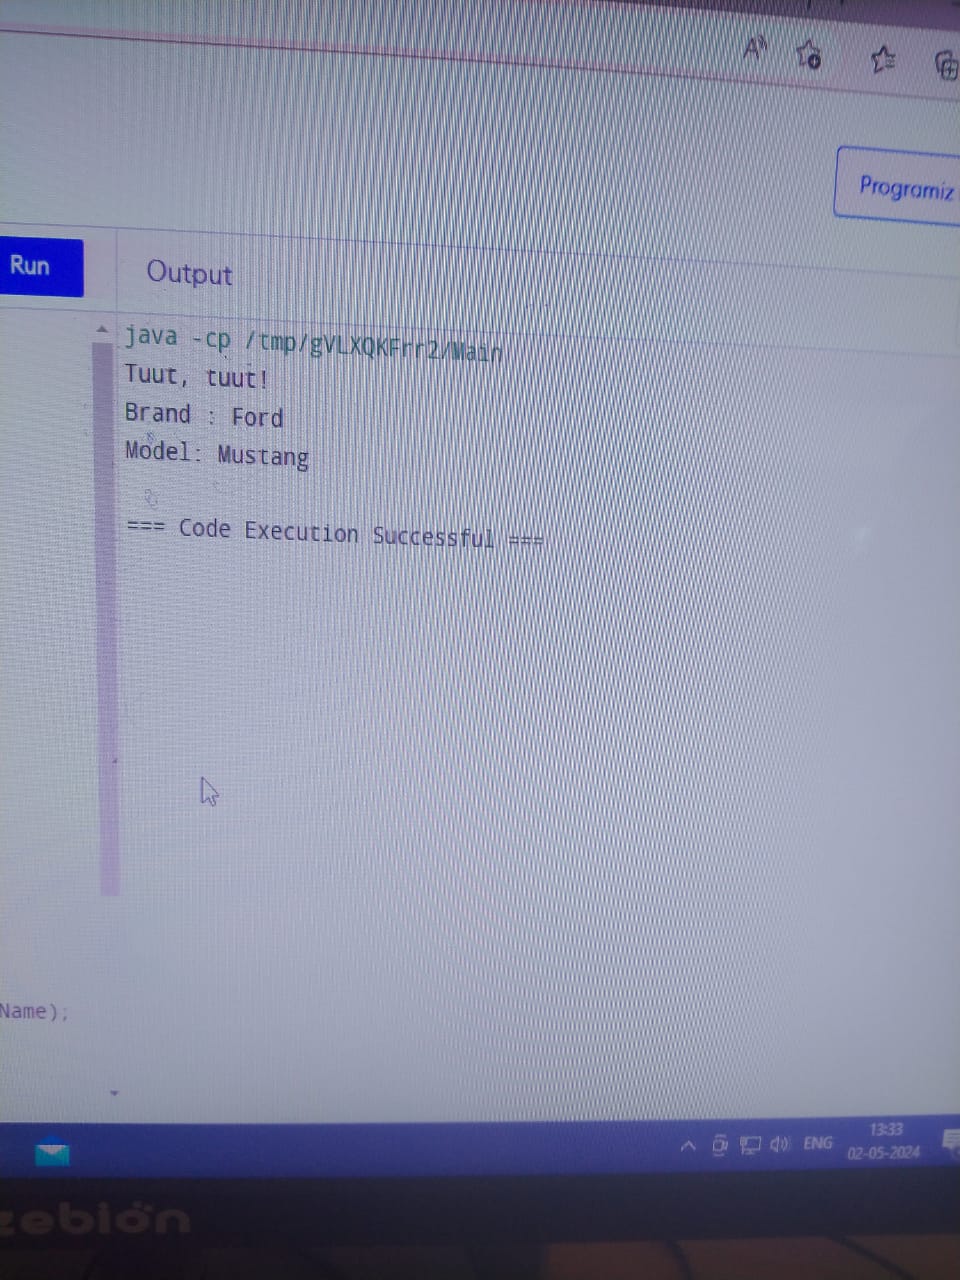 Programiz
Run
Output
java -cp /tmp/gVLXQKFrr2/Main
Tuut, tuut!
Brand : Ford
Model: Mustang
=== Code Execution Successful ===
Name);
ENG
13:33
02-05-2024
zebion